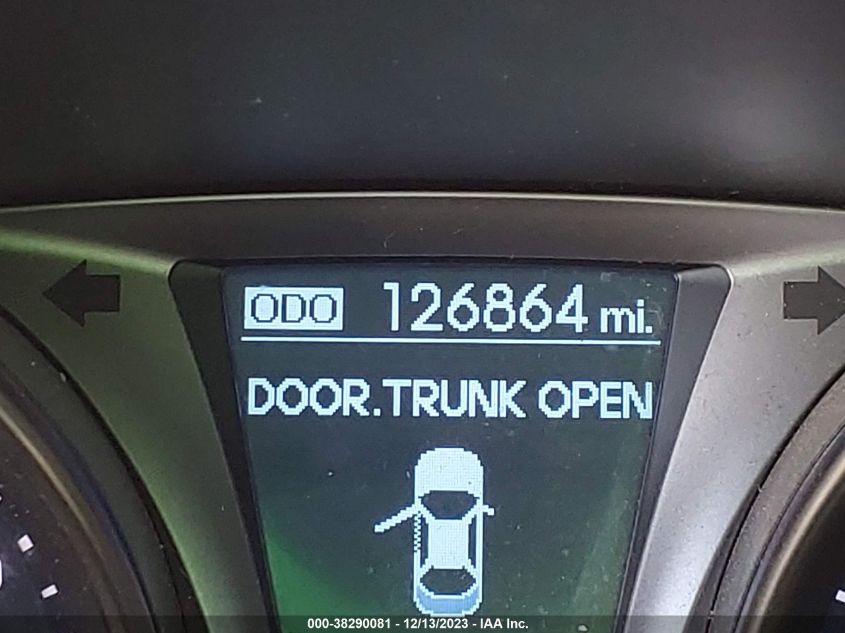 ODO 126864 mi.
DOOR.TRUNK OPEN
000-38290081 - 12/13/2023 - IAA Inc.